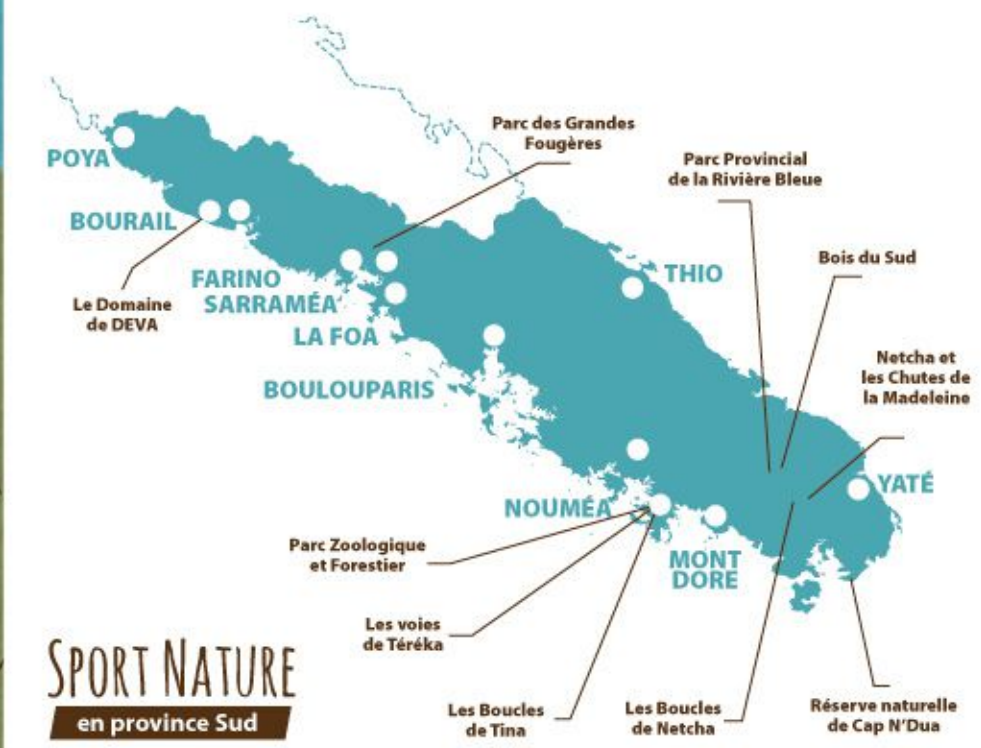 Parc des Grandes
Fougères
Parc Provincial
de la Rivière Bleue
POYA
BOURAIL
Bois du Sud
THIO
FARINO
SARRAMÉA
Le Domaine
de DEVA
LA FOA
Netcha et
les Chutes de
la Madeleine
BOULOUPARIS
YATÉ
NOUMÉA
Parc Zoologique
et Forestier
MONT
DORE
Les voies
de Téréka
SPORT NATURE
en province Sud
Les Boucles
de Tina
Les Boucles
de Netcha
Réserve naturelle
de Cap N'Dua